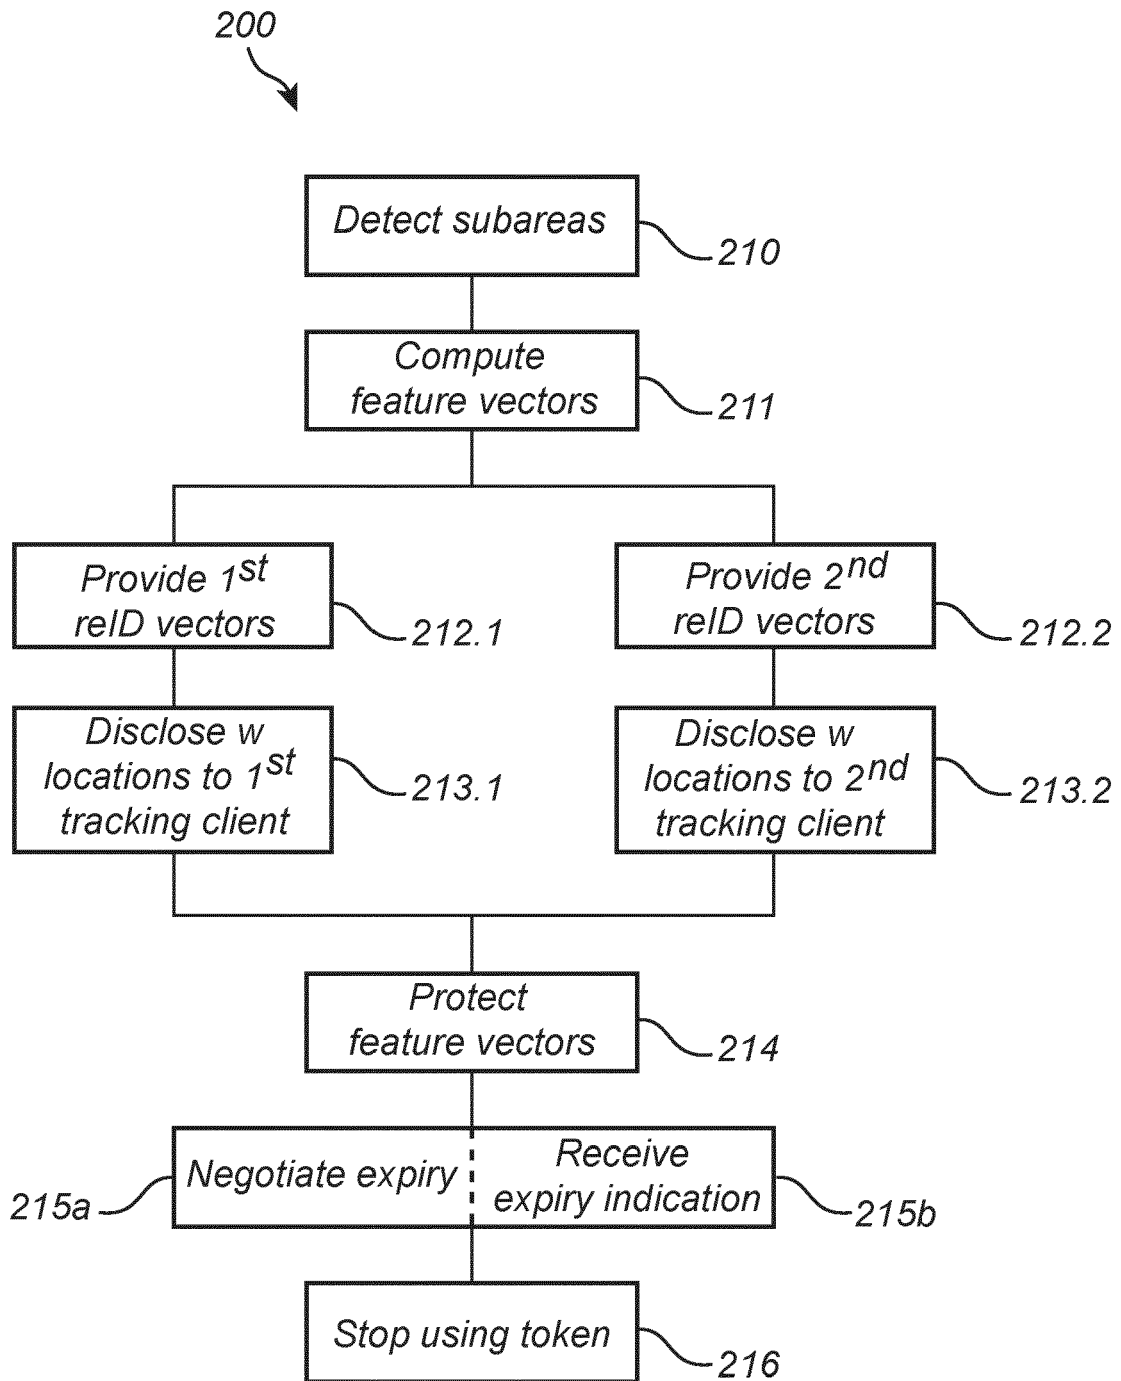 200
Detect subareas
210
Compute
feature vectors
211
Provide 1st
reID vectors
212.1
Provide 2nd
reID vectors
212.2
Disclose w
locations to 1st
tracking client
213.1
Disclose w
locations to 2nd
tracking client
213.2
Protect
feature vectors
214
Negotiate expiry
215a
Receive
expiry indication
215b
Stop using token
216